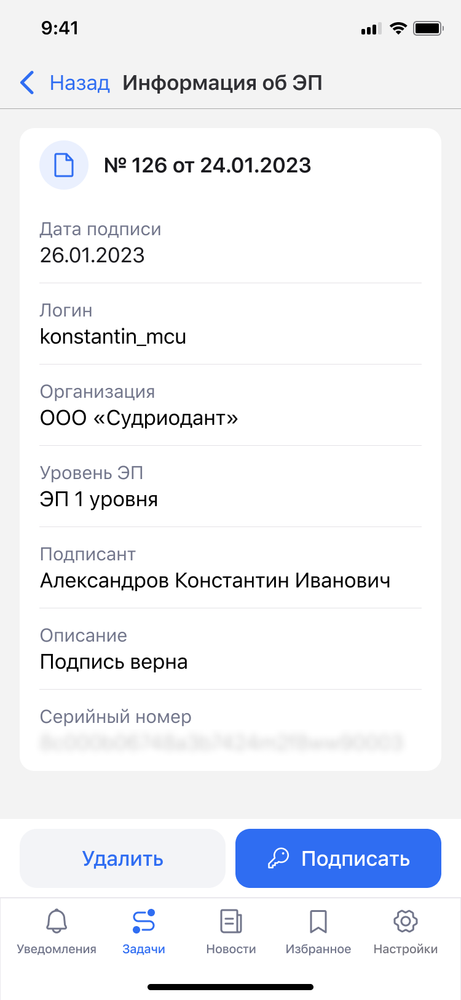 9:41
Назад Информация об ЭП
№ 126 от 24.01.2023
Дата подписи
26.01.2023
Логин
konstantin_mcu
Организация
ООО «Судриодант»
Уровень ЭП
ЭП 1 уровня
Подписант
Александров Константин Иванович
Описание
Подпись верна
Серийный номер
Удалить Подписать
Уведомления Задачи Новости Избранное Настройки